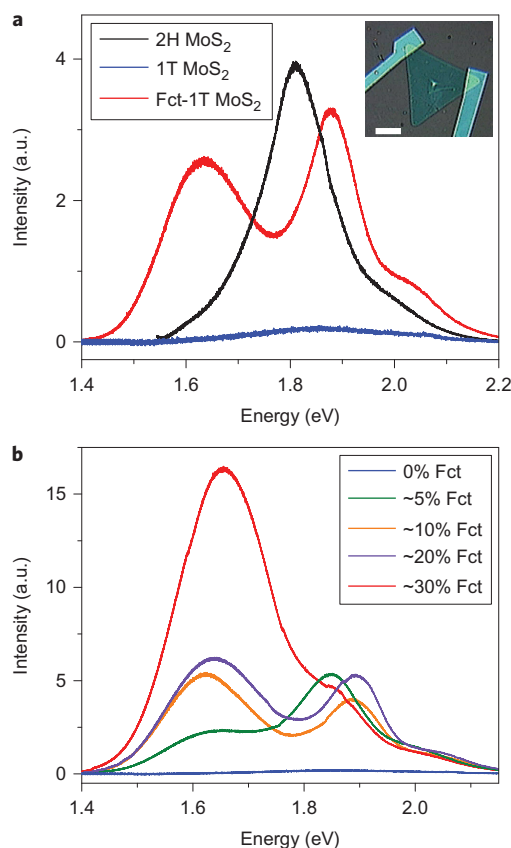 a
2H MoS₂
1T MoS₂
Fct-1T MoS₂
4
2
0
Intensity (a.u.)
1.4 1.6 1.8 2.0 2.2
Energy (eV)
b
0% Fct
~5% Fct
~10% Fct
~20% Fct
~30% Fct
15
10
5
0
Intensity (a.u.)
1.4 1.6 1.8 2.0
Energy (eV)